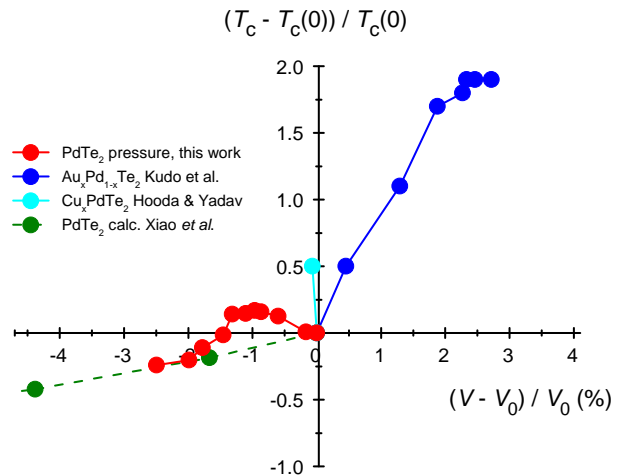 (Tc - Tc(0)) / Tc(0)
2.0
1.5
1.0
0.5
PdTe2 pressure, this work
AuxPd1-xTe2 Kudo et al.
CuxPdTe2 Hooda & Yadav
PdTe2 calc. Xiao et al.
-4 -3 -2 -1 0 1 2 3 4
(V - V0) / V0 (%)
-0.5
-1.0